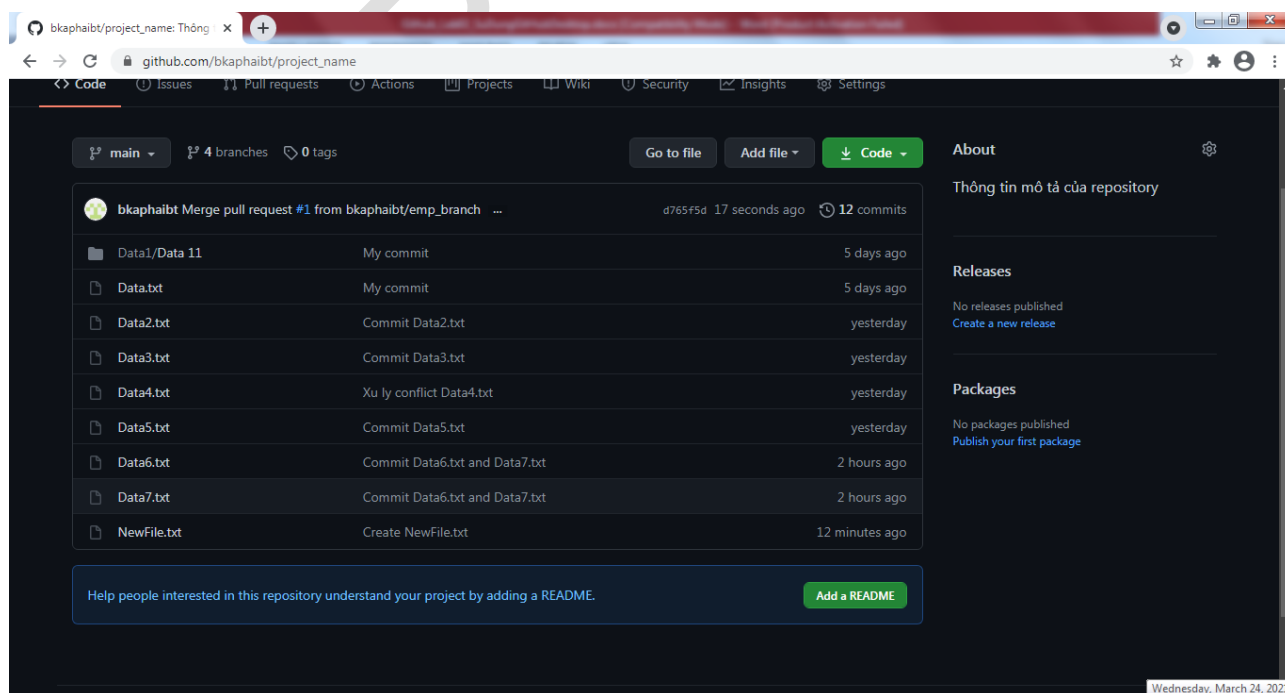 bkaphaibt/project_name: Thông
github.com/bkaphaibt/project_name
Code Issues Pull requests Actions Projects Wiki Security Insights Settings
main 4 branches 0 tags Go to file Add file Code
bkaphaibt Merge pull request #1 from bkaphaibt/emp_branch ... d765f5d 17 seconds ago 12 commits
Data1/Data 11 My commit 5 days ago
Data.txt My commit 5 days ago
Data2.txt Commit Data2.txt yesterday
Data3.txt Commit Data3.txt yesterday
Data4.txt Xu ly conflict Data4.txt yesterday
Data5.txt Commit Data5.txt yesterday
Data6.txt Commit Data6.txt and Data7.txt 2 hours ago
Data7.txt Commit Data6.txt and Data7.txt 2 hours ago
NewFile.txt Create NewFile.txt 12 minutes ago
Help people interested in this repository understand your project by adding a README. Add a README
About
Thông tin mô tả của repository
Releases
No releases published
Create a new release
Packages
No packages published
Publish your first package
Wednesday, March 24, 202